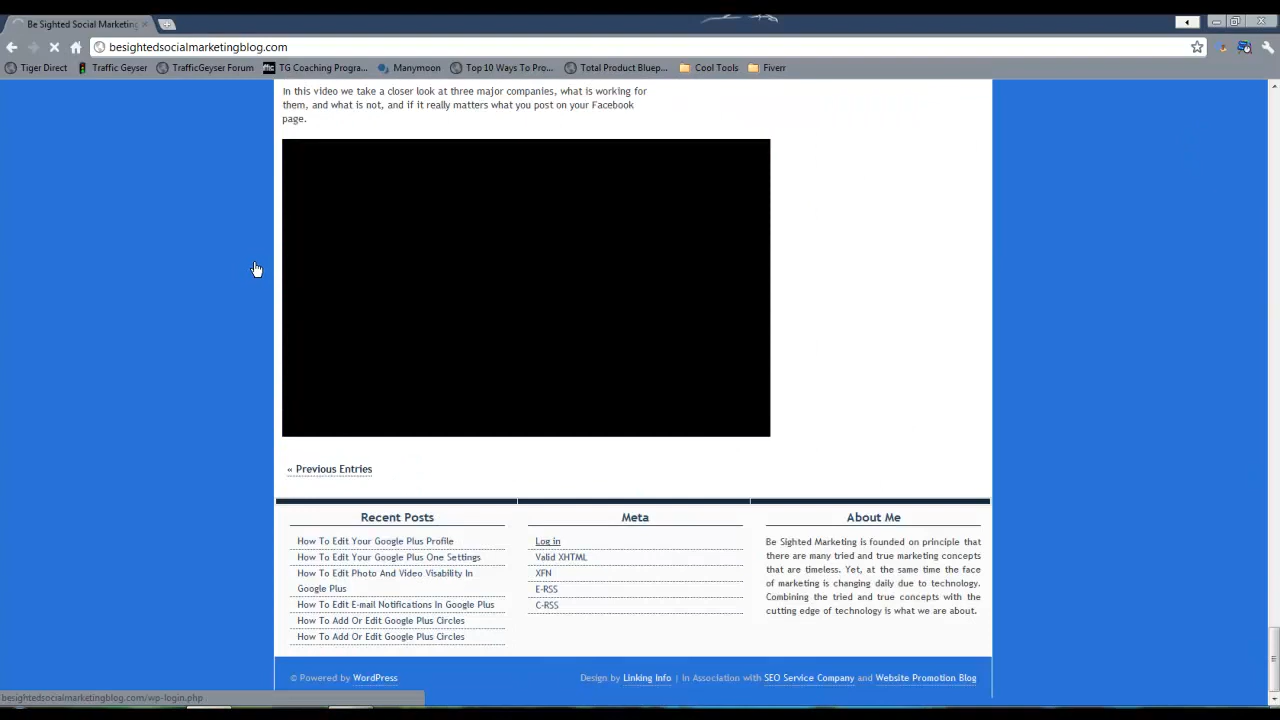 Be Sighted Social Marketing
besightedsocialmarketingblog.com
Tiger Direct Traffic Geyser TrafficGeyser Forum TG Coaching Progra... Manymoon Top 10 Ways To Pro... Total Product Bluep... Cool Tools Fiverr
In this video we take a closer look at three major companies, what is working for
them, and what is not, and if it really matters what you post on your Facebook
page.
« Previous Entries
Recent Posts
How To Edit Your Google Plus Profile
How To Edit Your Google Plus One Settings
How To Edit Photo And Video Visability In
Google Plus
How To Edit E-mail Notifications In Google Plus
How To Add Or Edit Google Plus Circles
How To Add Or Edit Google Plus Circles
Meta
Log in
Valid XHTML
XFN
E-RSS
C-RSS
About Me
Be Sighted Marketing is founded on principle that
there are many tried and true marketing concepts
that are timeless. Yet, at the same time the face
of marketing is changing daily due to technology.
Combining the tried and true concepts with the
cutting edge of technology is what we are about.
© Powered by WordPress
Design by Linking Info | In Association with SEO Service Company and Website Promotion Blog
besightedsocialmarketingblog.com/wp-login.php